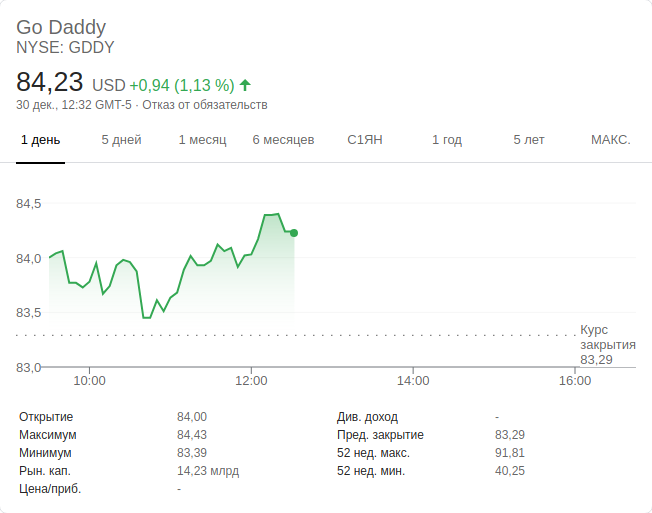 Go Daddy
NYSE: GDDY
84,23 USD +0,94 (1,13 %)
30 дек., 12:32 GMT-5 · Отказ от обязательств
1 день 5 дней 1 месяц 6 месяцев С1ЯН 1 год 5 лет МАКС.
84,5
84,0
83,5
Курс
закрытия
83,29
83,0
10:00 12:00 14:00 16:00
Открытие 84,00 Див. доход -
Максимум 84,43 Пред. закрытие 83,29
Минимум 83,39 52 нед. макс. 91,81
Рын. кап. 14,23 млрд 52 нед. мин. 40,25
Цена/приб. -